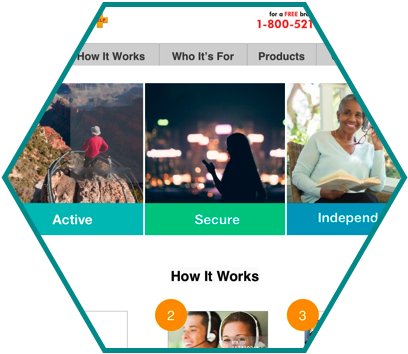 for a FREE bro
1-800-521
How It Works
Who It's For
Products
Active
Secure
Independ
How It Works
2
3